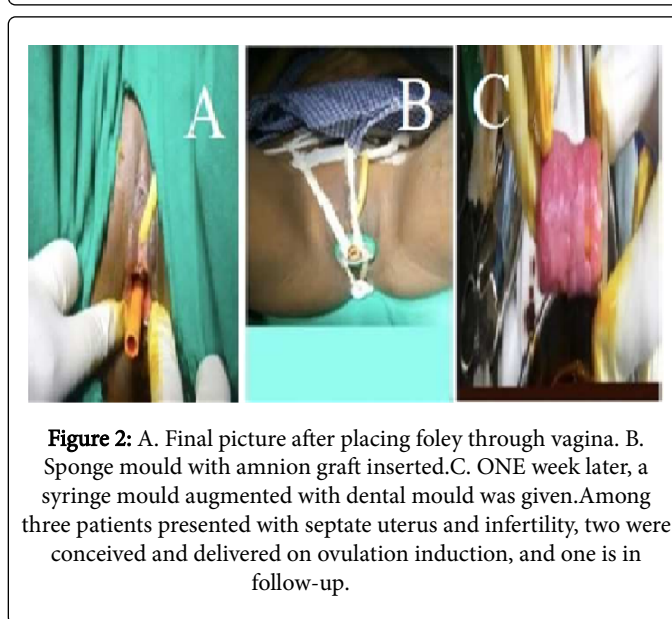 A
B
C
Figure 2: A. Final picture after placing foley through vagina. B.
Sponge mould with amnion graft inserted.C. ONE week later, a
syringe mould augmented with dental mould was given.Among
three patients presented with septate uterus and infertility, two were
conceived and delivered on ovulation induction, and one is in
follow-up.